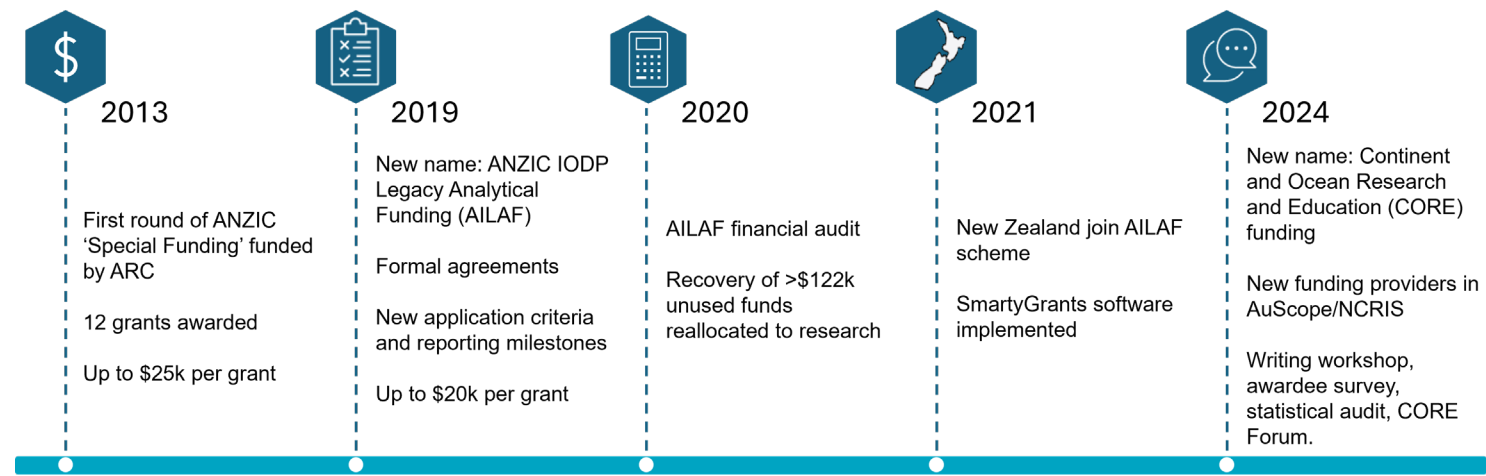 $
2013
First round of ANZIC
‘Special Funding’ funded
by ARC
12 grants awarded
Up to $25k per grant
2019
New name: ANZIC IODP
Legacy Analytical
Funding (AILAF)
Formal agreements
New application criteria
and reporting milestones
Up to $20k per grant
2020
AILAF financial audit
Recovery of >$122k
unused funds
reallocated to research
2021
New Zealand join AILAF
scheme
SmartyGrants software
implemented
2024
New name: Continent
and Ocean Research
and Education (CORE)
funding
New funding providers in
AuScope/NCRIS
Writing workshop,
awardee survey,
statistical audit, CORE
Forum.